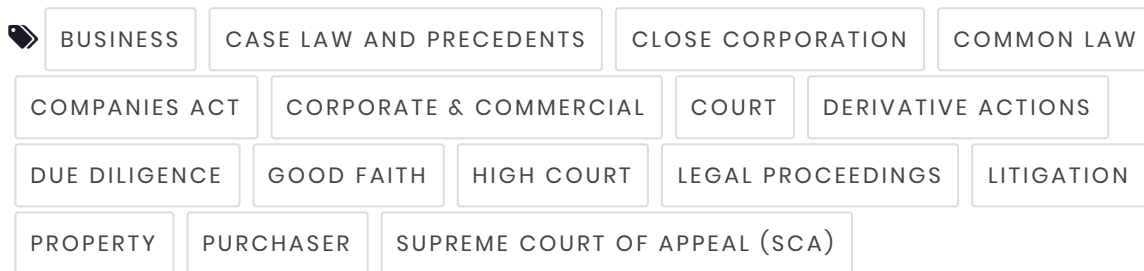 BUSINESS CASE LAW AND PRECEDENTS CLOSE CORPORATION COMMON LAW
COMPANIES ACT CORPORATE & COMMERCIAL COURT DERIVATIVE ACTIONS
DUE DILIGENCE GOOD FAITH HIGH COURT LEGAL PROCEEDINGS LITIGATION
PROPERTY PURCHASER SUPREME COURT OF APPEAL (SCA)